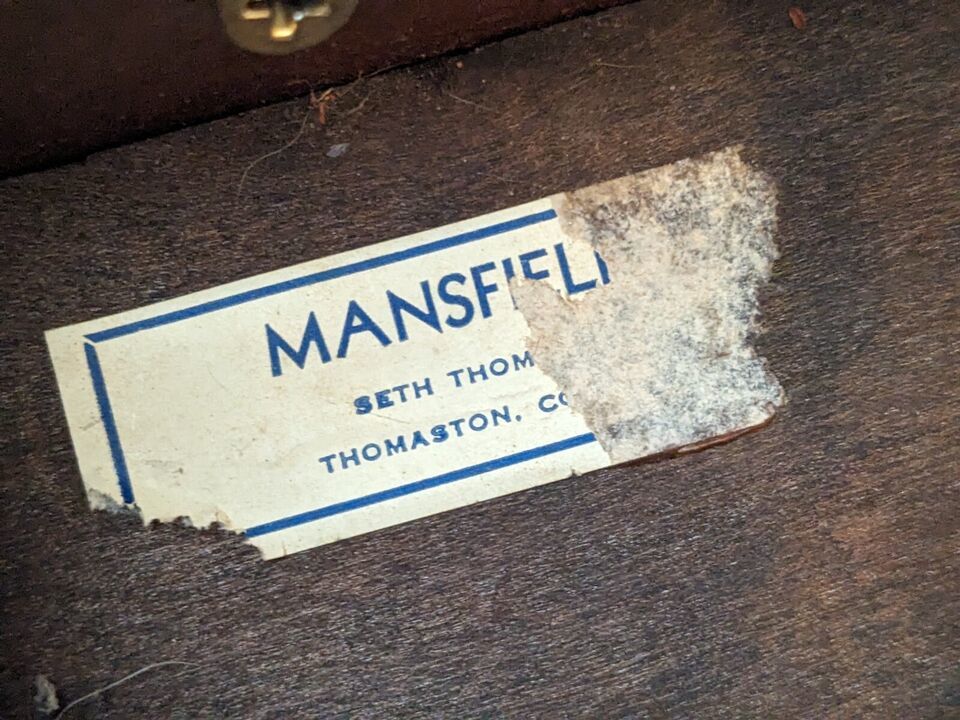 MANSFIEL
SETH THOM
THOMASTON, CO